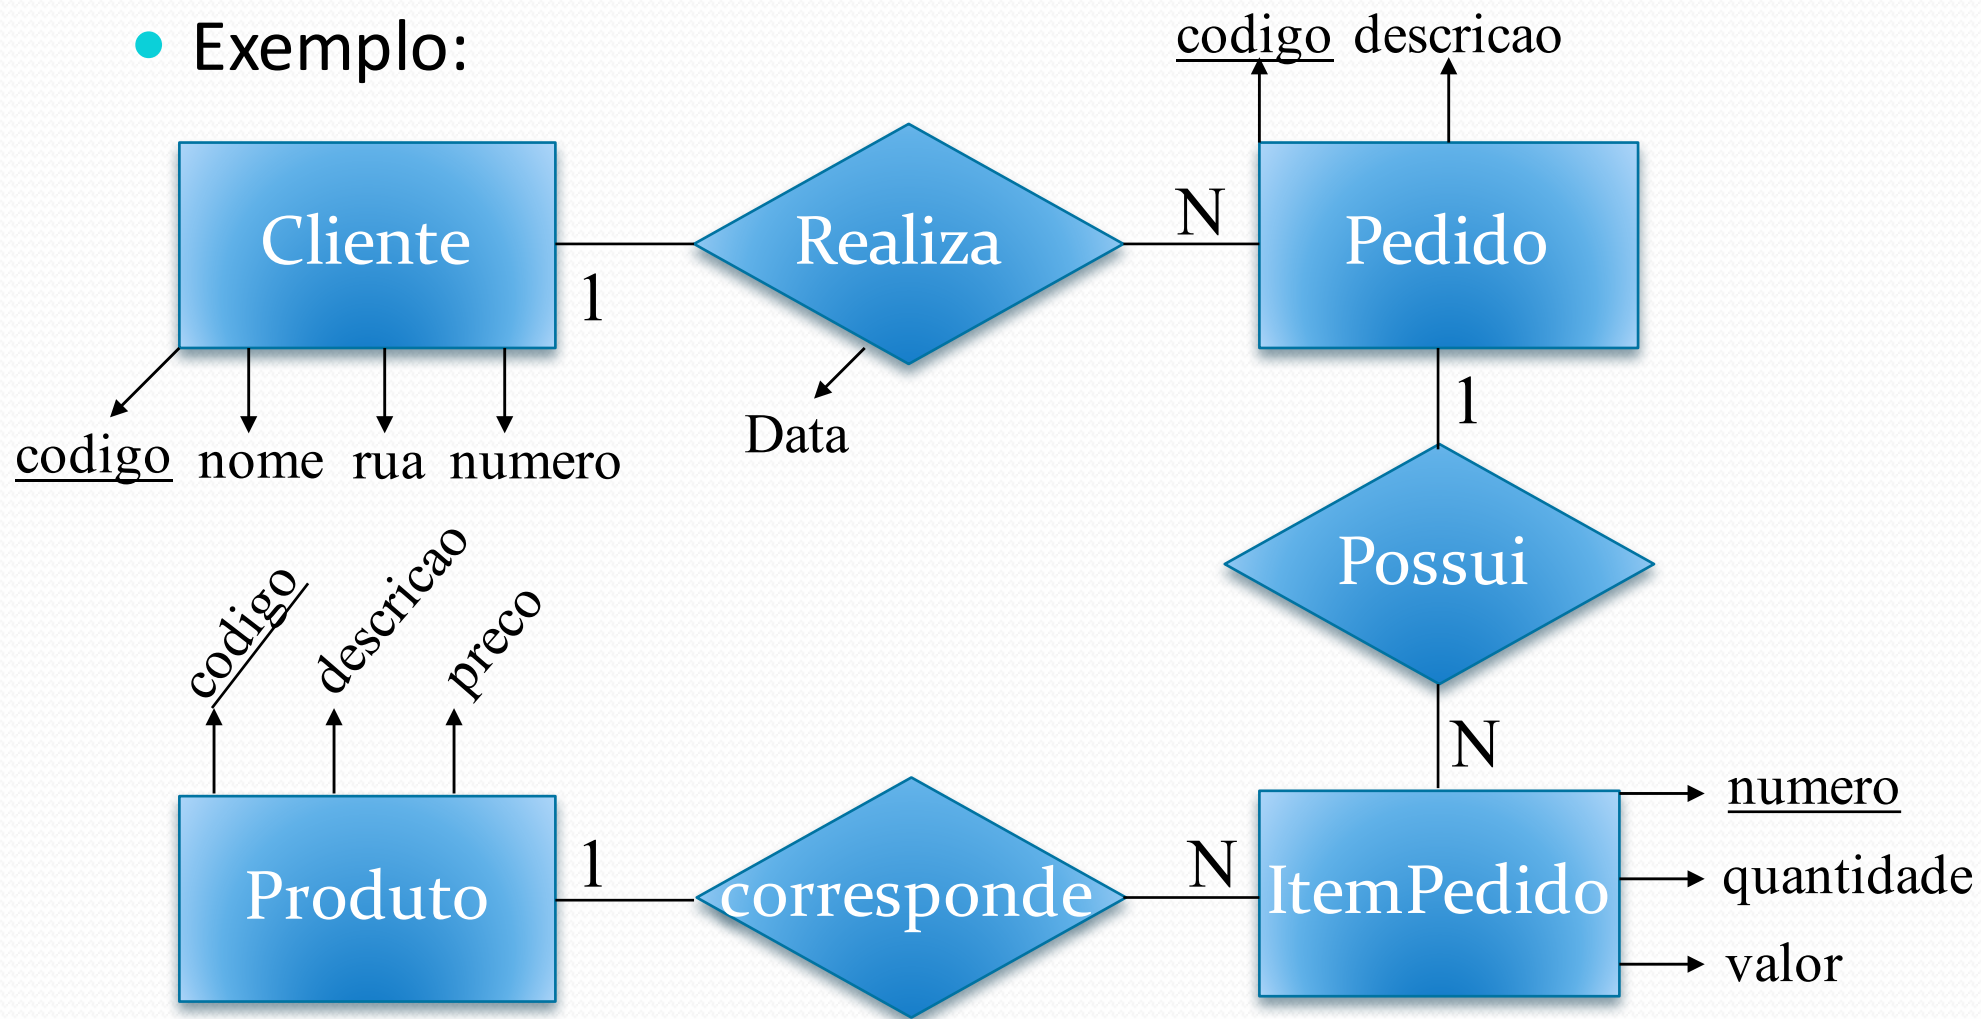 Exemplo:
codigo descricao
Cliente
Realiza
N
Pedido
1
1
codigo nome rua numero
Data
Possui
codigo
descricao
preco
N
numero
Produto
1
corresponde
N
ItemPedido
quantidade
valor